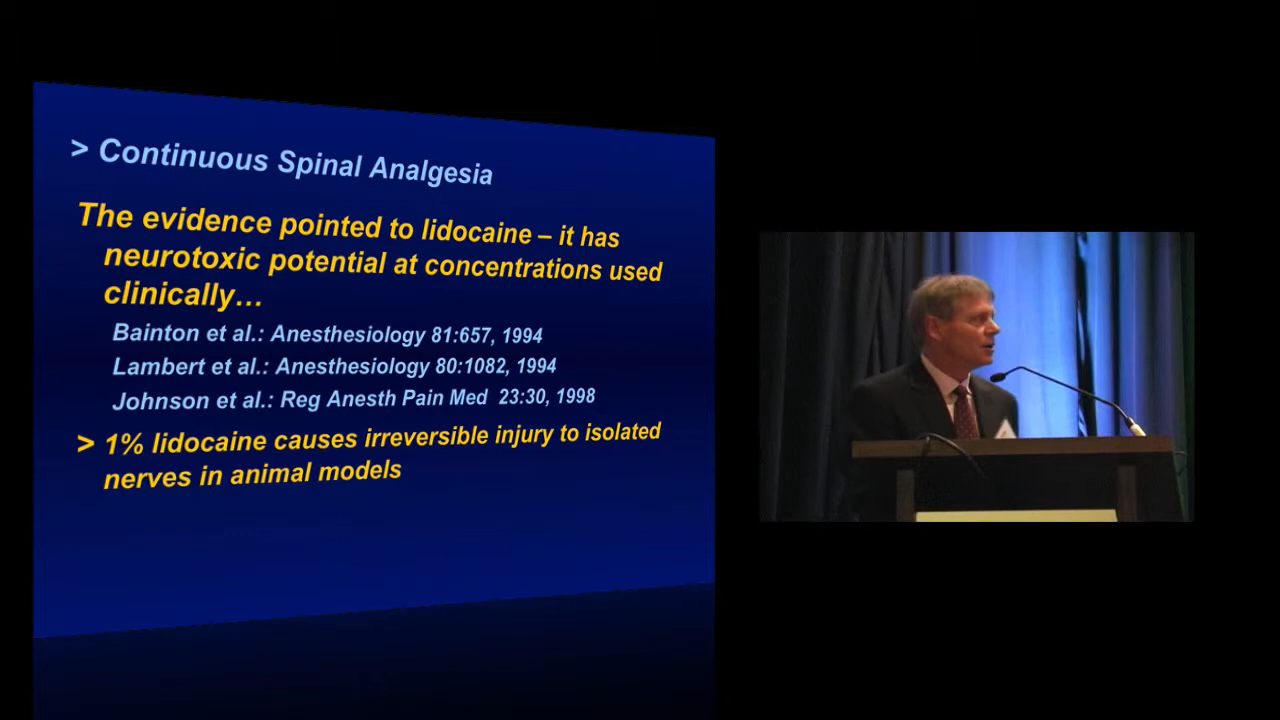 > Continuous Spinal Analgesia
The evidence pointed to lidocaine – it has
neurotoxic potential at concentrations used
clinically…
Bainton et al.: Anesthesiology 81:657, 1994
Lambert et al.: Anesthesiology 80:1082, 1994
Johnson et al.: Reg Anesth Pain Med 23:30, 1998
> 1% lidocaine causes irreversible injury to isolated
nerves in animal models